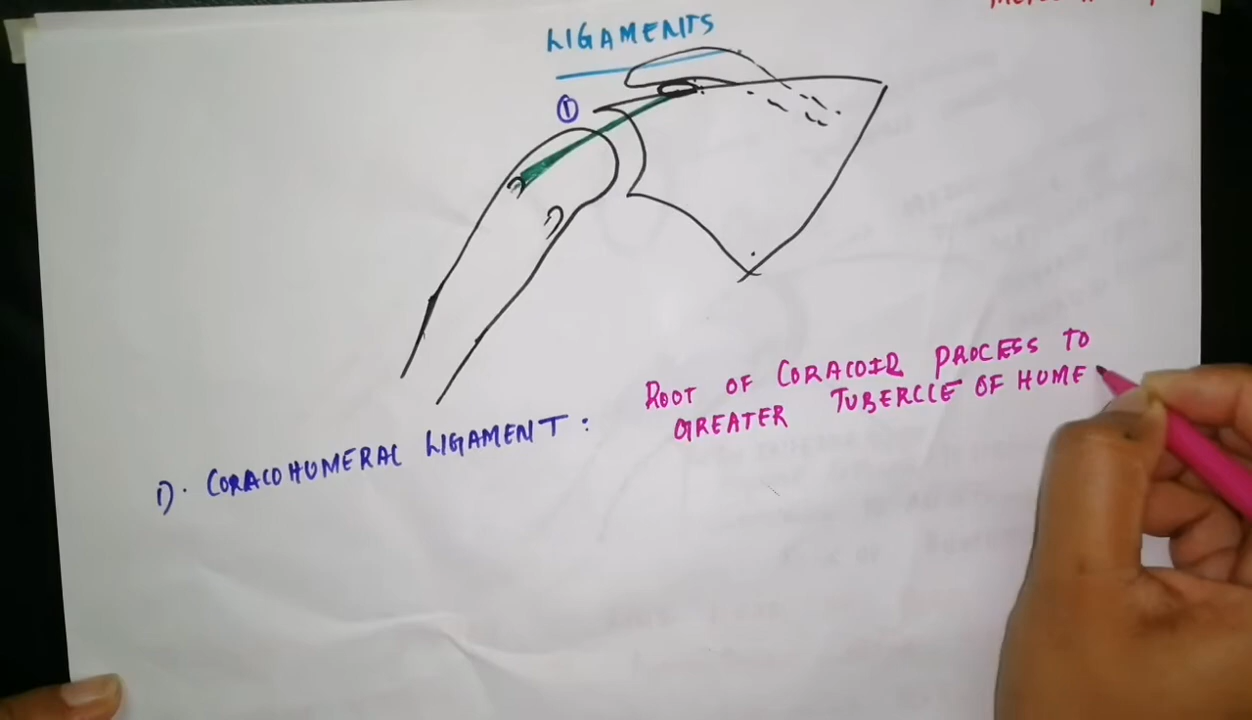 LIGAMENTS
①
ROOT OF CORACOID PROCESS TO
GREATER TUBERCLE OF HUME
1). CORACOHUMERAL LIGAMENT :